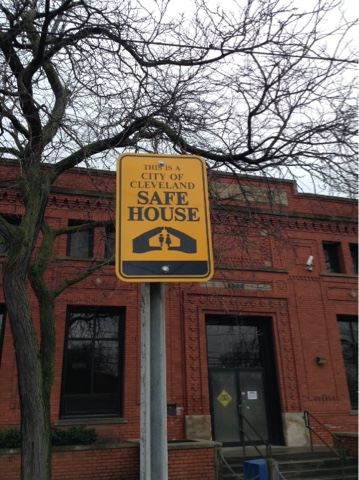 THIS IS A
CITY OF
CLEVELAND
SAFE
HOUSE